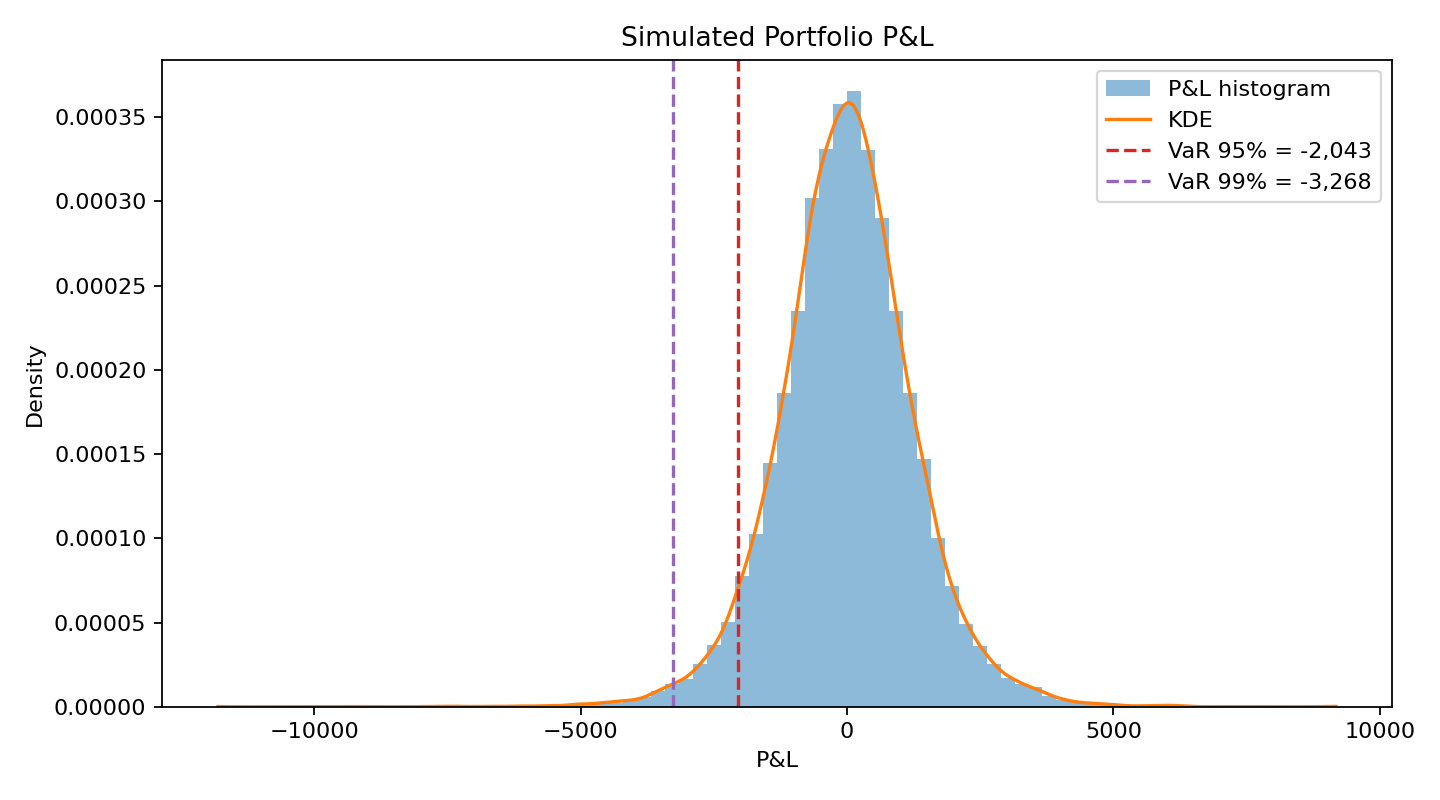 Simulated Portfolio P&L
P&L histogram
KDE
VaR 95% = -2,043
VaR 99% = -3,268
0.00035
0.00030
0.00025
0.00020
0.00015
0.00010
0.00005
0.00000
Density
−10000
−5000
0
5000
10000
P&L